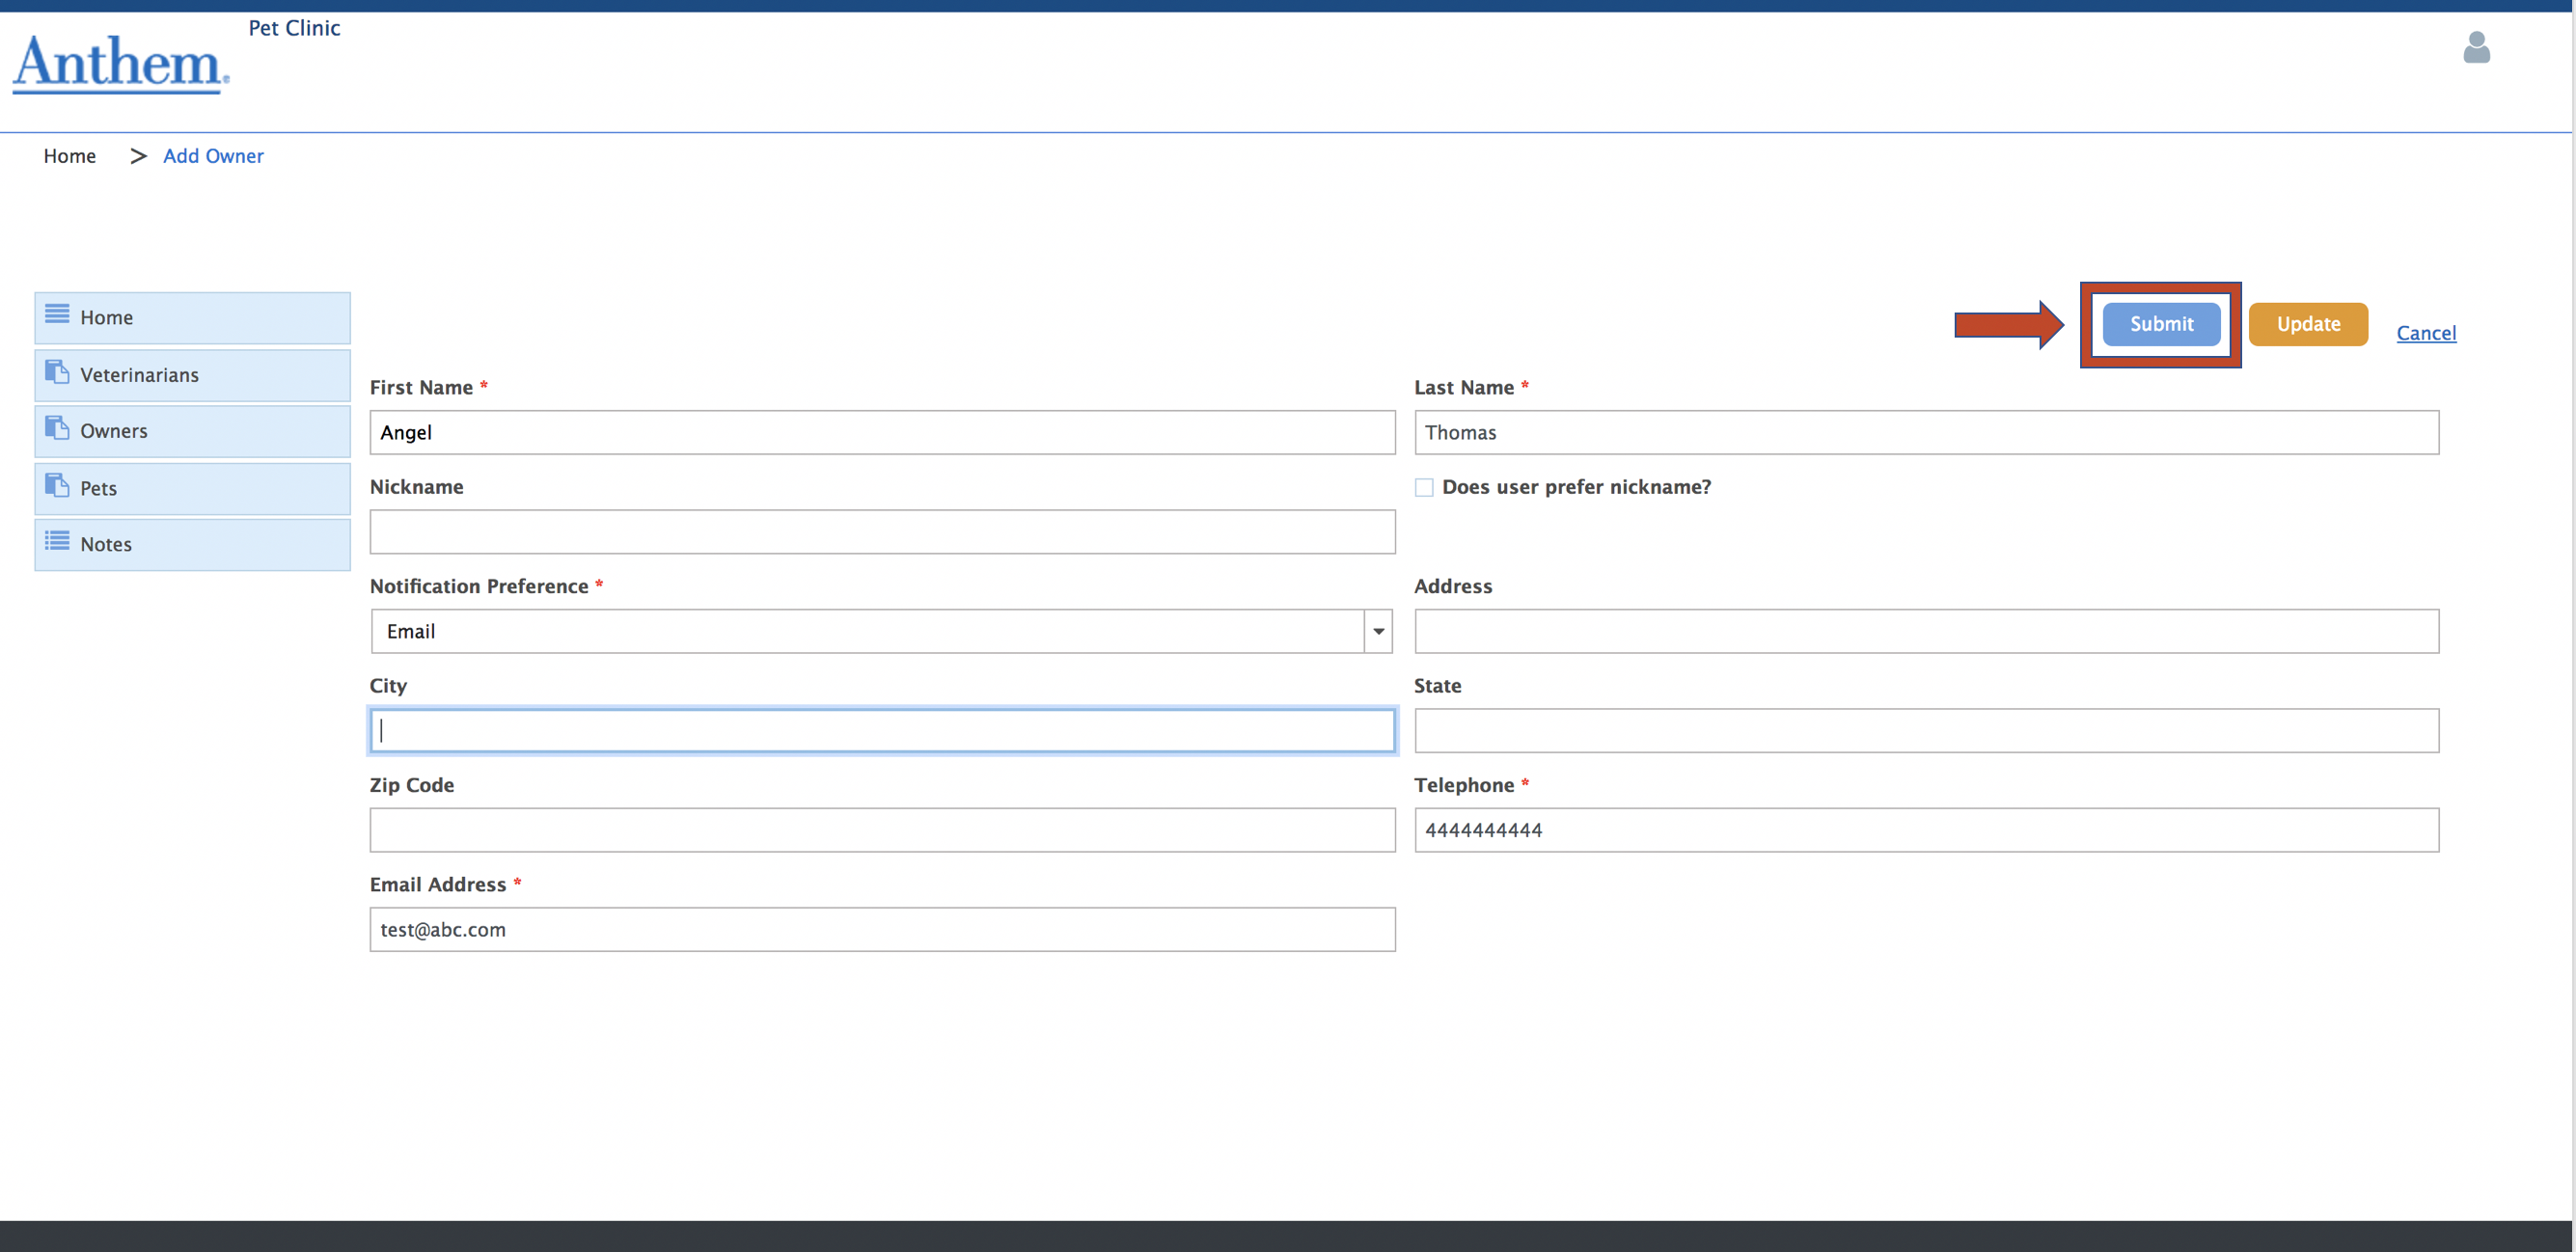 Pet Clinic
Anthem.
Home > Add Owner
Home
Veterinarians
Owners
Pets
Notes
Submit Update Cancel
First Name * Last Name *
Angel Thomas
Nickname Does user prefer nickname?
Notification Preference * Address
Email
City State
Zip Code Telephone *
4444444444
Email Address *
test@abc.com